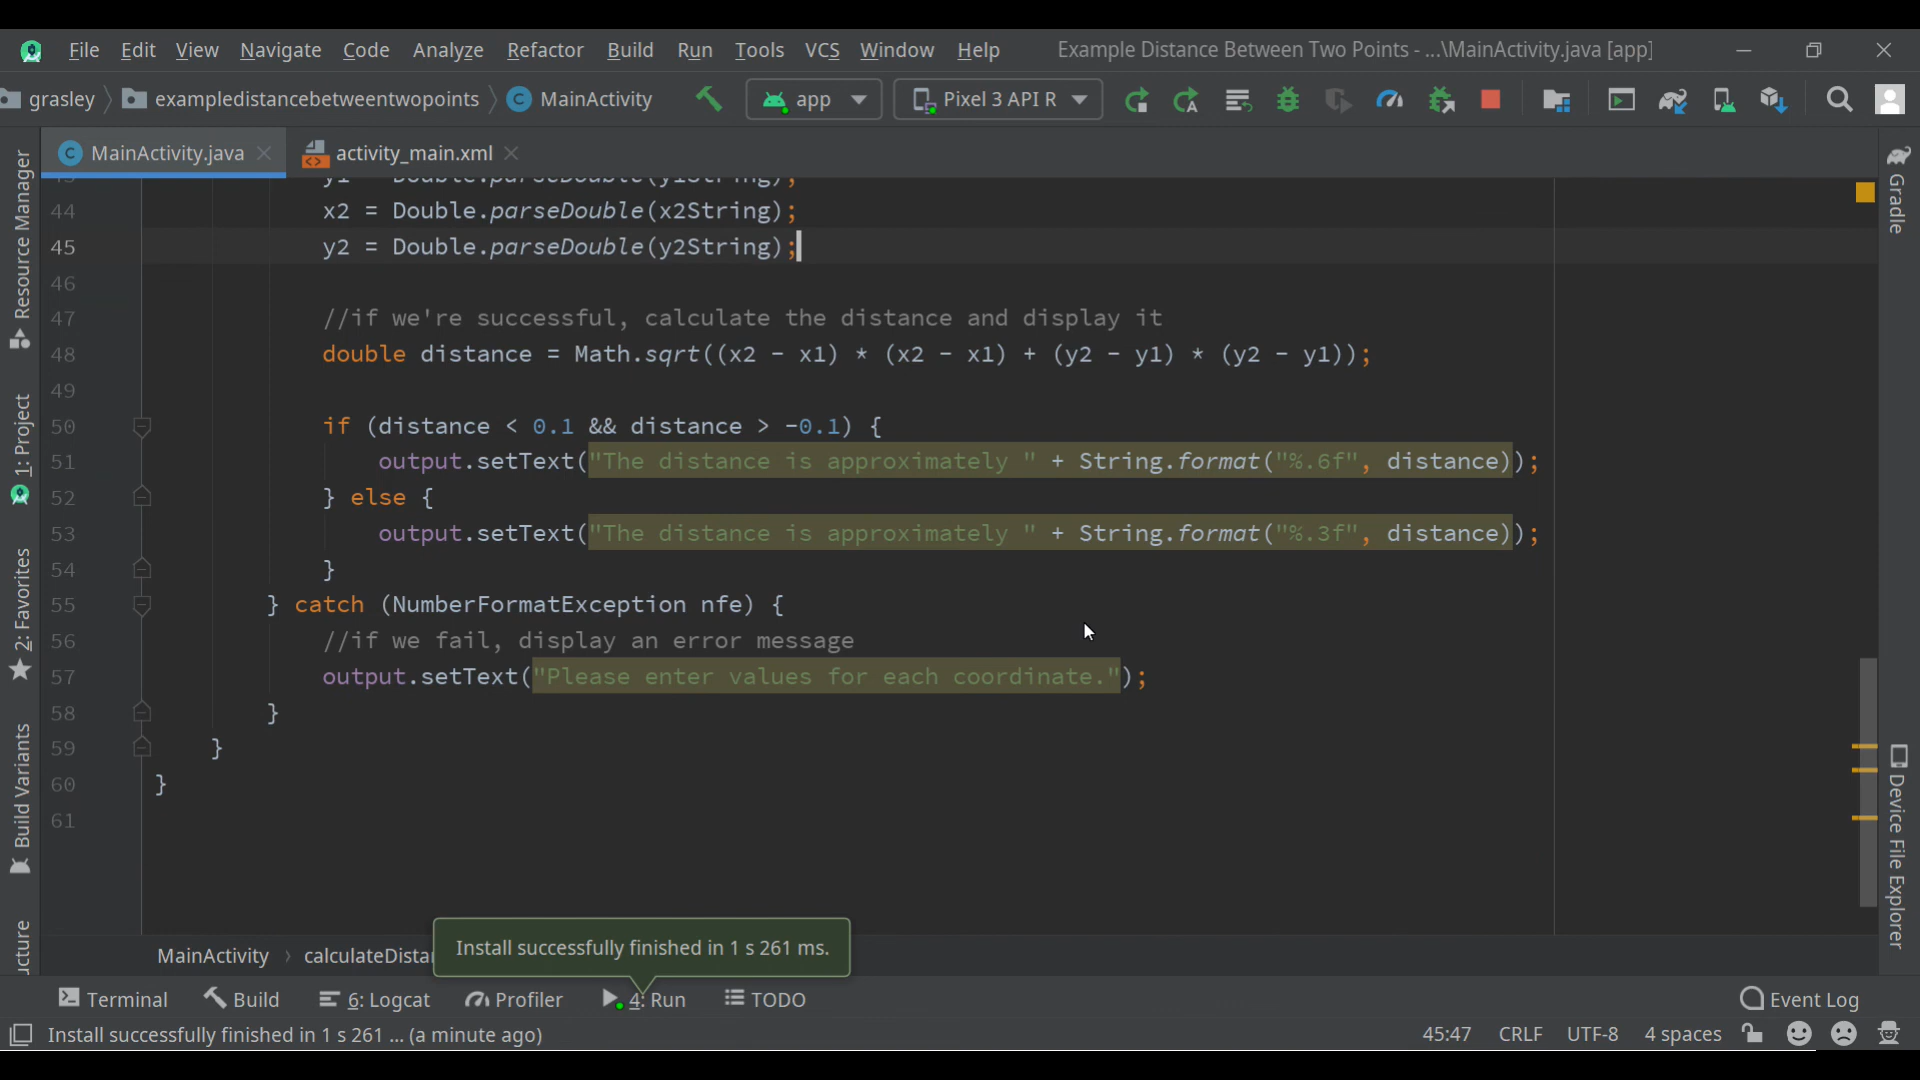 File Edit View Navigate Code Analyze Refactor Build Run Tools VCS Window Help Example Distance Between Two Points - ...\MainActivity.java [app]
grasley exampledistancebetweentwopoints MainActivity app Pixel 3 API R
MainActivity.java activity_main.xml
44 x2 = Double.parseDouble(x2String);
45 y2 = Double.parseDouble(y2String);
46
47 //if we're successful, calculate the distance and display it
48 double distance = Math.sqrt((x2 - x1) * (x2 - x1) + (y2 - y1) * (y2 - y1));
49
50 if (distance < 0.1 && distance > -0.1) {
51 output.setText("The distance is approximately " + String.format("%.6f", distance));
52 } else {
53 output.setText("The distance is approximately " + String.format("%.3f", distance));
54 }
55 } catch (NumberFormatException nfe) {
56 //if we fail, display an error message
57 output.setText("Please enter values for each coordinate.");
58 }
59 }
60 }
61
Resource Manager
1: Project
2: Favorites
Build Variants
Gradle
Device File Explorer
MainActivity calculateDistan
Install successfully finished in 1 s 261 ms.
Terminal Build 6: Logcat Profiler 4: Run TODO Event Log
Install successfully finished in 1 s 261 ... (a minute ago) 45:47 CRLF UTF-8 4 spaces